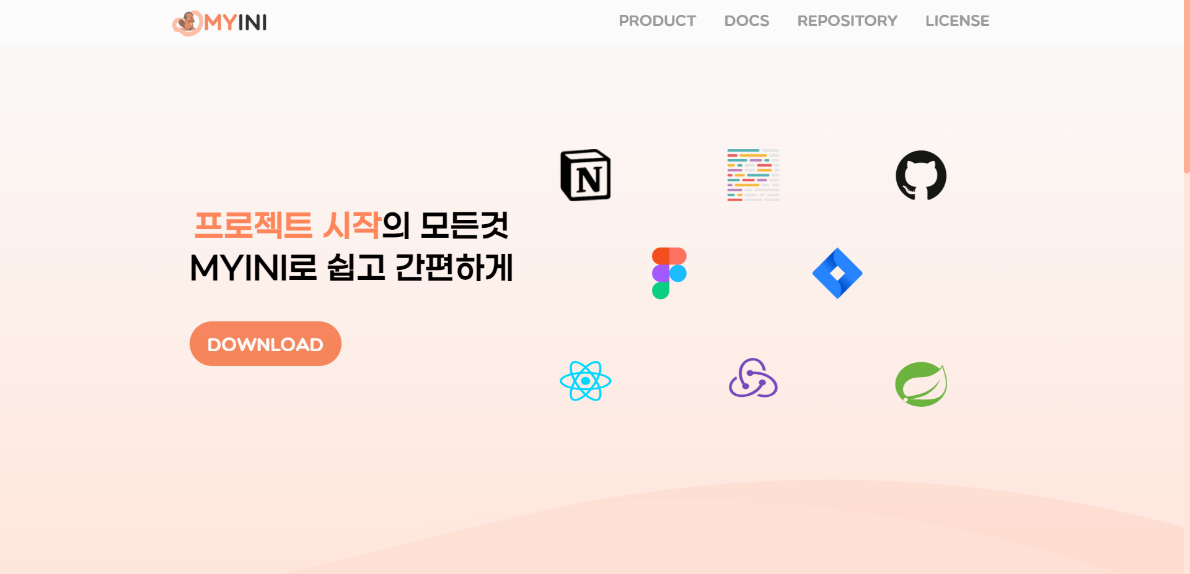 MYINI
PRODUCT DOCS REPOSITORY LICENSE
N
프로젝트 시작의 모든것
MYINI로 쉽고 간편하게
DOWNLOAD